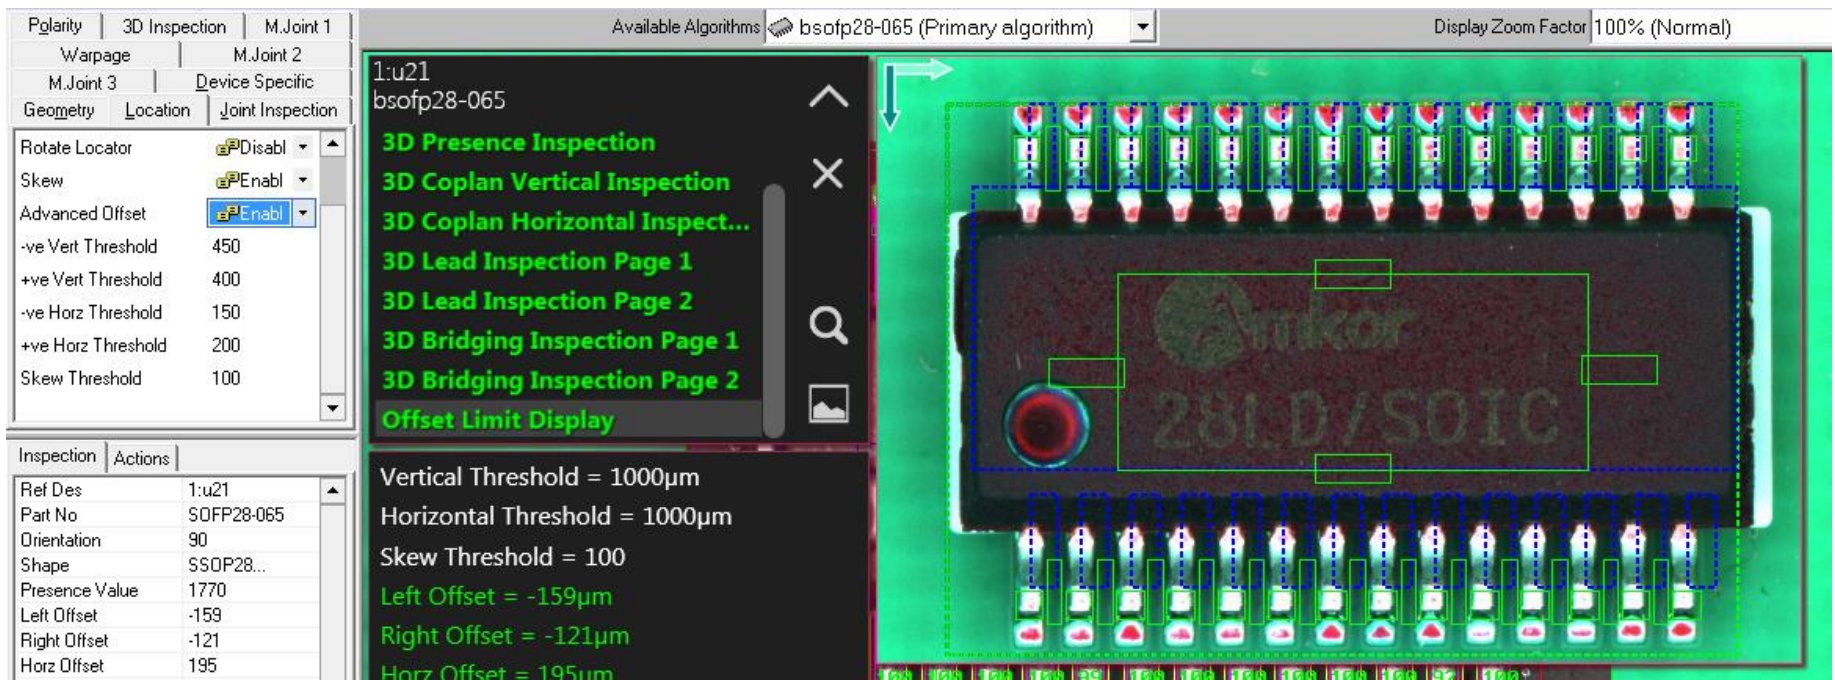 Polarity
3D Inspection
M.Joint 1
Warpage
M.Joint 2
M.Joint 3
Device Specific
Geometry
Location
Joint Inspection
Rotate Locator Disabl
Skew Enabl
Advanced Offset Enabl
-ve Vert Threshold 450
+ve Vert Threshold 400
-ve Horz Threshold 150
+ve Horz Threshold 200
Skew Threshold 100
Inspection
Actions
Ref Des 1:u21
Part No SOFP28-065
Orientation 90
Shape SSOP28...
Presence Value 1770
Left Offset -159
Right Offset -121
Horz Offset 195
Available Algorithms bsofp28-065 (Primary algorithm)
Display Zoom Factor 100% (Normal)
1:u21
bsofp28-065
3D Presence Inspection
3D Coplan Vertical Inspection
3D Coplan Horizontal Inspect...
3D Lead Inspection Page 1
3D Lead Inspection Page 2
3D Bridging Inspection Page 1
3D Bridging Inspection Page 2
Offset Limit Display
Vertical Threshold = 1000µm
Horizontal Threshold = 1000µm
Skew Threshold = 100
Left Offset = -159µm
Right Offset = -121µm
Horz Offset = 195µm
Amkor
28LD/SOIC